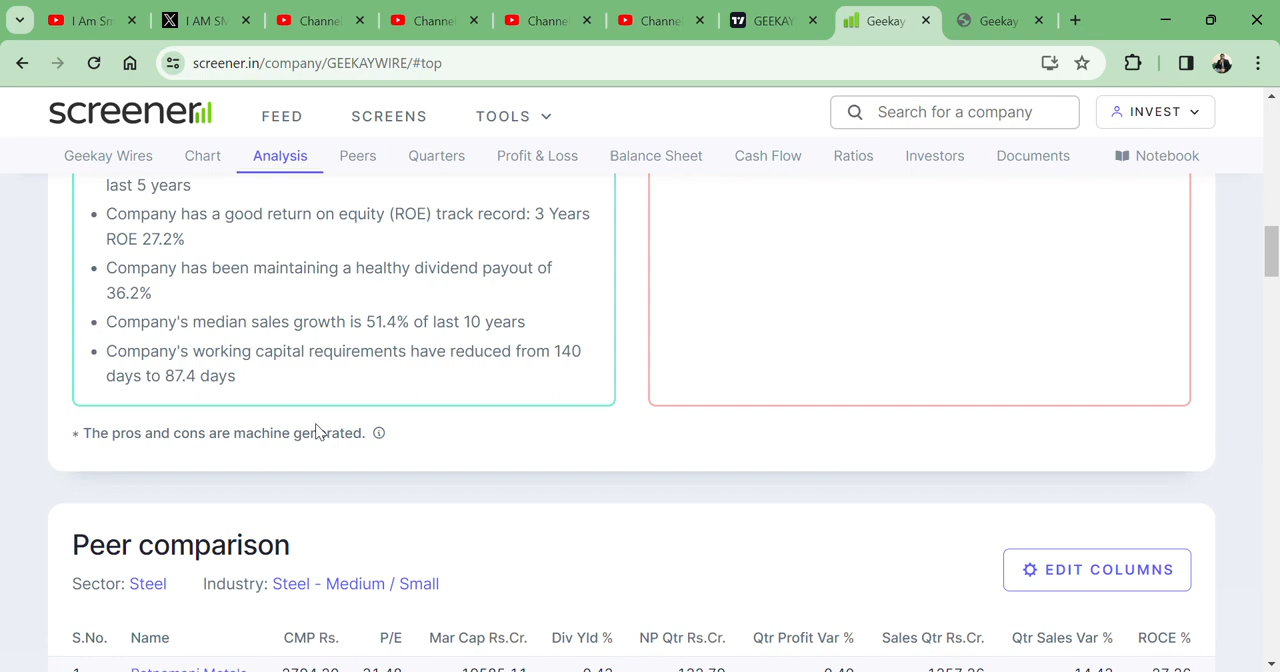 I Am Sm
I AM SM
Channel
Channel
Channe
Channe
GEEKAY
Geekay
Geekay
screener.in/company/GEEKAYWIRE/#top
screener
FEED
SCREENS
TOOLS
Search for a company
INVEST
Geekay Wires
Chart
Analysis
Peers
Quarters
Profit & Loss
Balance Sheet
Cash Flow
Ratios
Investors
Documents
Notebook
last 5 years
• Company has a good return on equity (ROE) track record: 3 Years
ROE 27.2%
• Company has been maintaining a healthy dividend payout of
36.2%
• Company's median sales growth is 51.4% of last 10 years
• Company's working capital requirements have reduced from 140
days to 87.4 days
* The pros and cons are machine generated.
Peer comparison
Sector: Steel Industry: Steel - Medium / Small
EDIT COLUMNS
S.No. Name CMP Rs. P/E Mar Cap Rs.Cr. Div Yld % NP Qtr Rs.Cr. Qtr Profit Var % Sales Qtr Rs.Cr. Qtr Sales Var % ROCE %